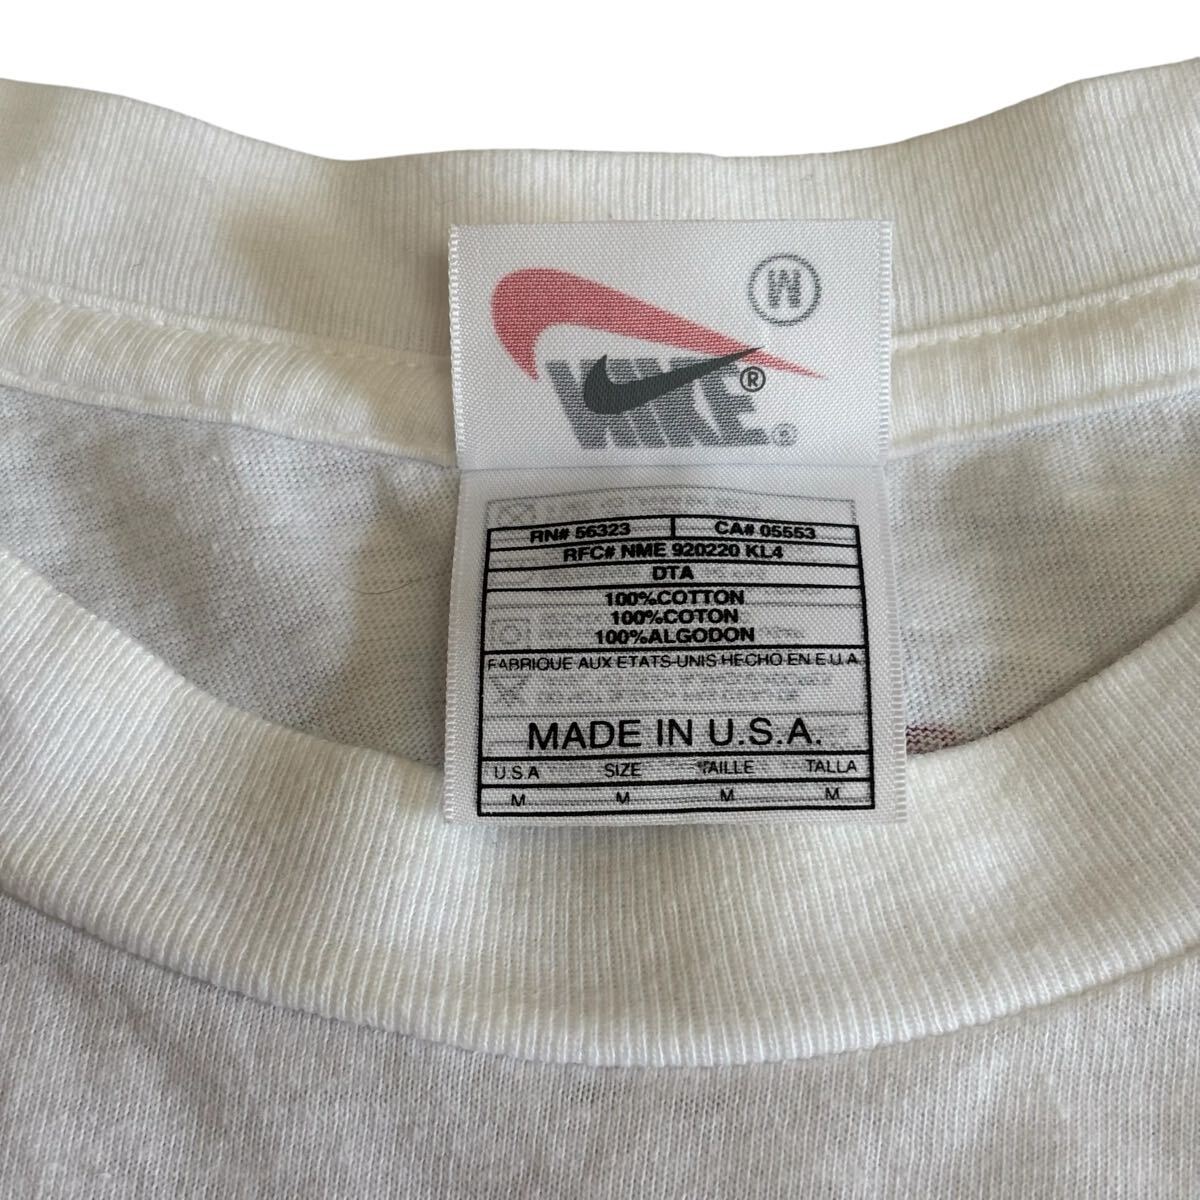 M
NIKE®
®
RN# 56323 CA# 05553
RFC# NME 920220 KL4
DTA
100%COTTON
100%COTON
100%ALGODON
FABRIQUE AUX ETATS-UNIS HECHO EN E.U.A.
MADE IN U.S.A.
U.S.A SIZE TAILLE TALLA
M M M M